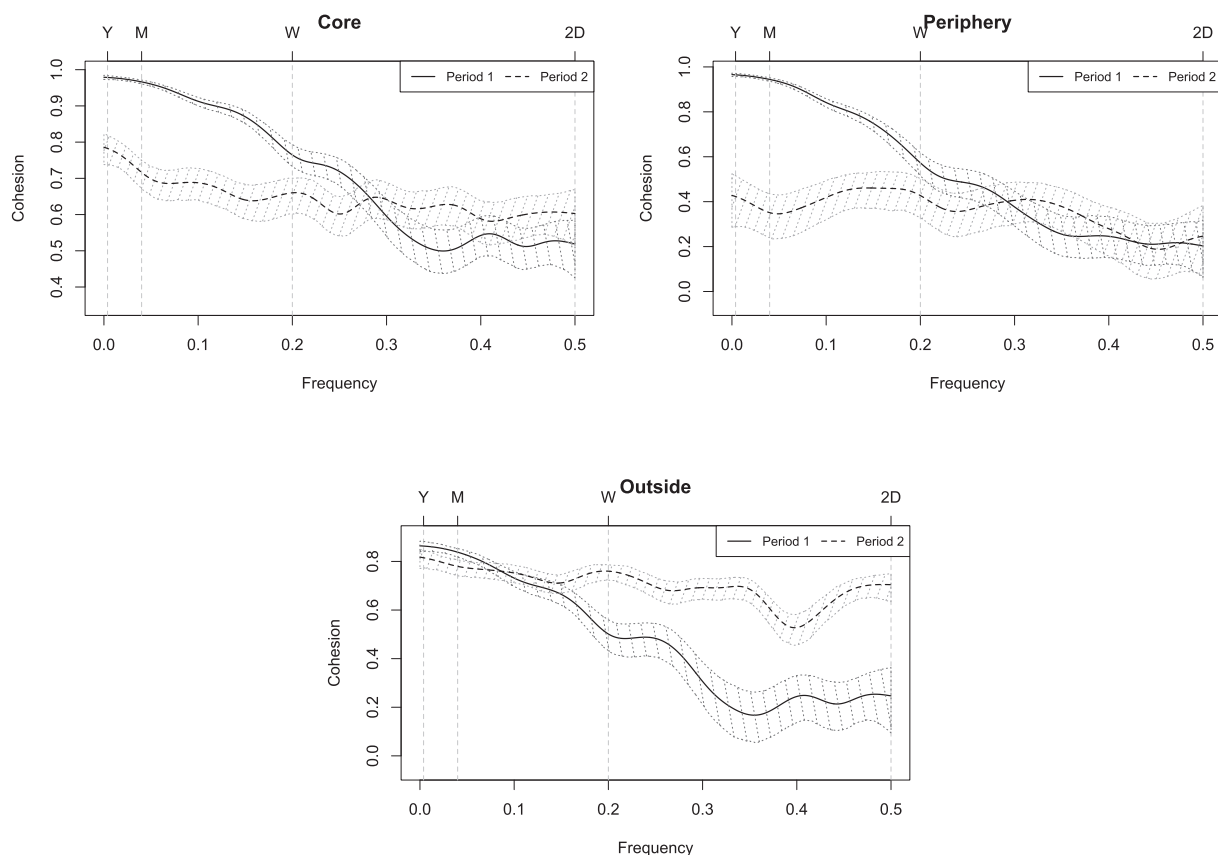 Core
Y M W 2D
Period 1 Period 2
Cohesion
1.0
0.9
0.8
0.7
0.6
0.5
0.4
0.0 0.1 0.2 0.3 0.4 0.5
Frequency
Periphery
Y M W 2D
Period 1 Period 2
Cohesion
1.0
0.8
0.6
0.4
0.2
0.0
0.0 0.1 0.2 0.3 0.4 0.5
Frequency
Outside
Y M W 2D
Period 1 Period 2
Cohesion
0.8
0.6
0.4
0.2
0.0
0.0 0.1 0.2 0.3 0.4 0.5
Frequency